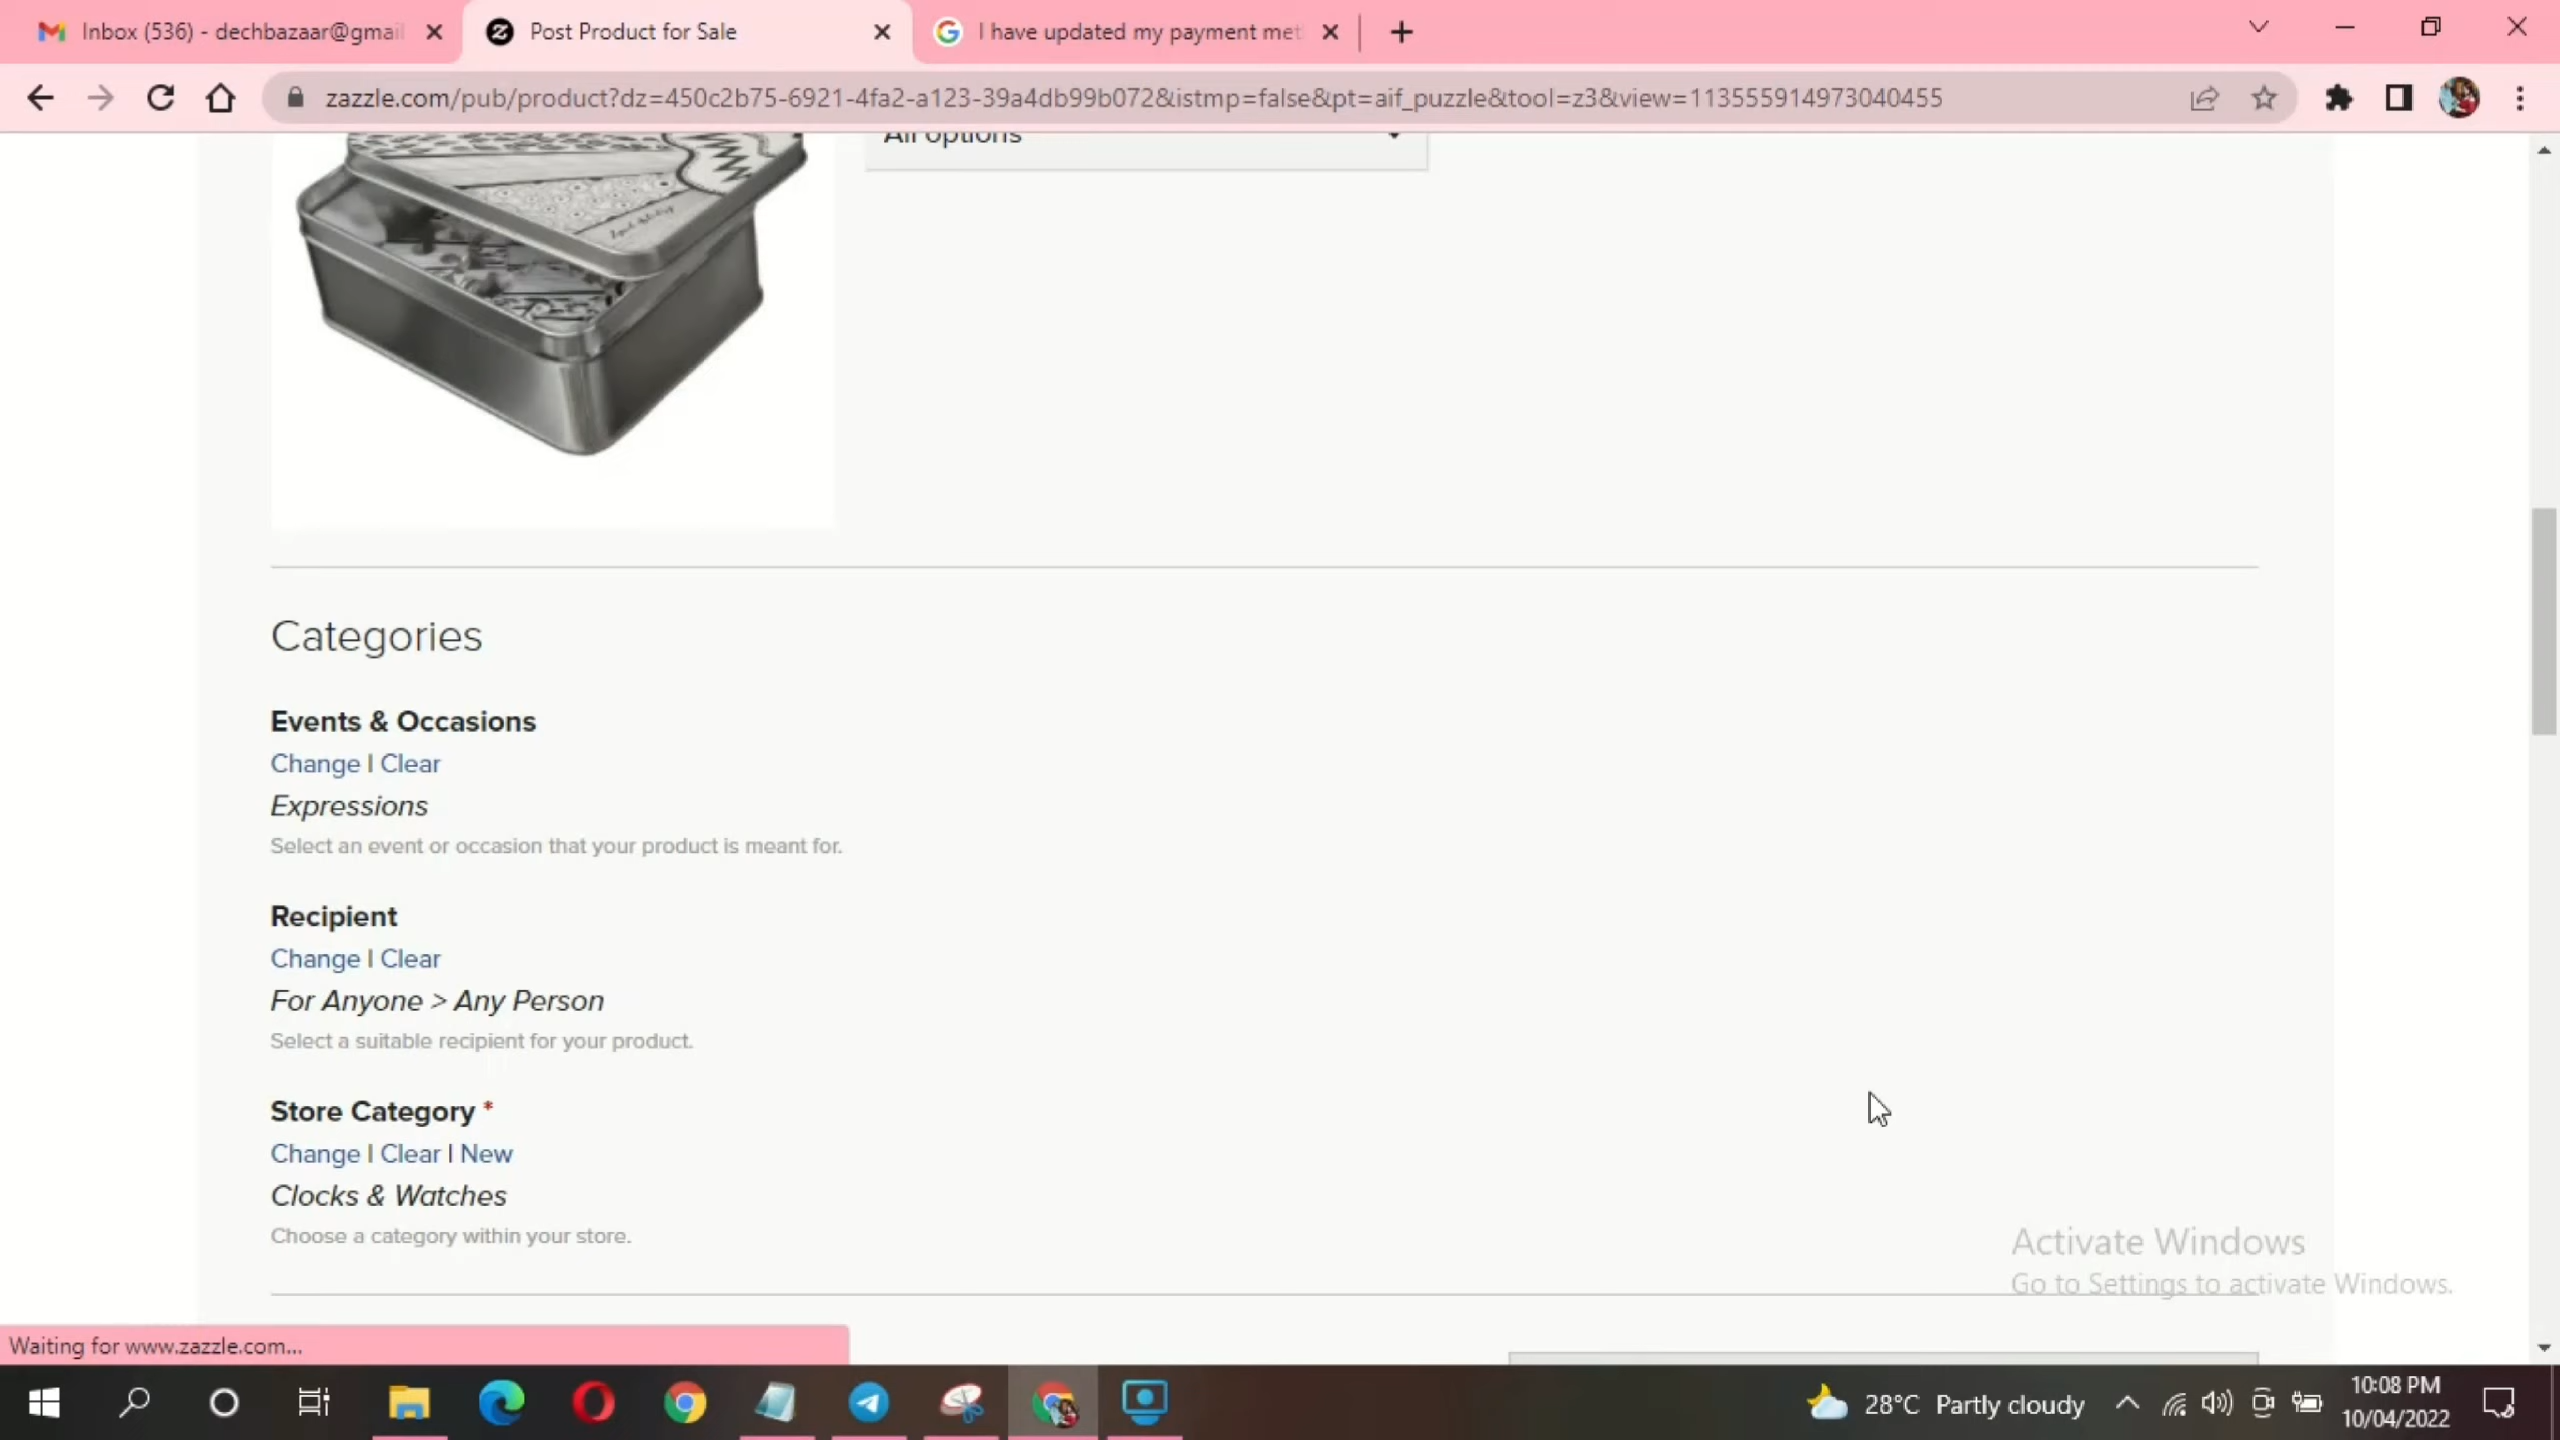 Inbox (536) - dechbazaar@gmail
Post Product for Sale
I have updated my payment met
zazzle.com/pub/product?dz=450c2b75-6921-4fa2-a123-39a4db99b072&istmp=false&pt=aif_puzzle&tool=z3&view=113555914973040455
All options
Categories
Events & Occasions
Change | Clear
Expressions
Select an event or occasion that your product is meant for.
Recipient
Change | Clear
For Anyone > Any Person
Select a suitable recipient for your product.
Store Category *
Change | Clear | New
Clocks & Watches
Choose a category within your store.
Activate Windows
Go to Settings to activate Windows.
Waiting for www.zazzle.com...
28°C Partly cloudy
10:08 PM
10/04/2022